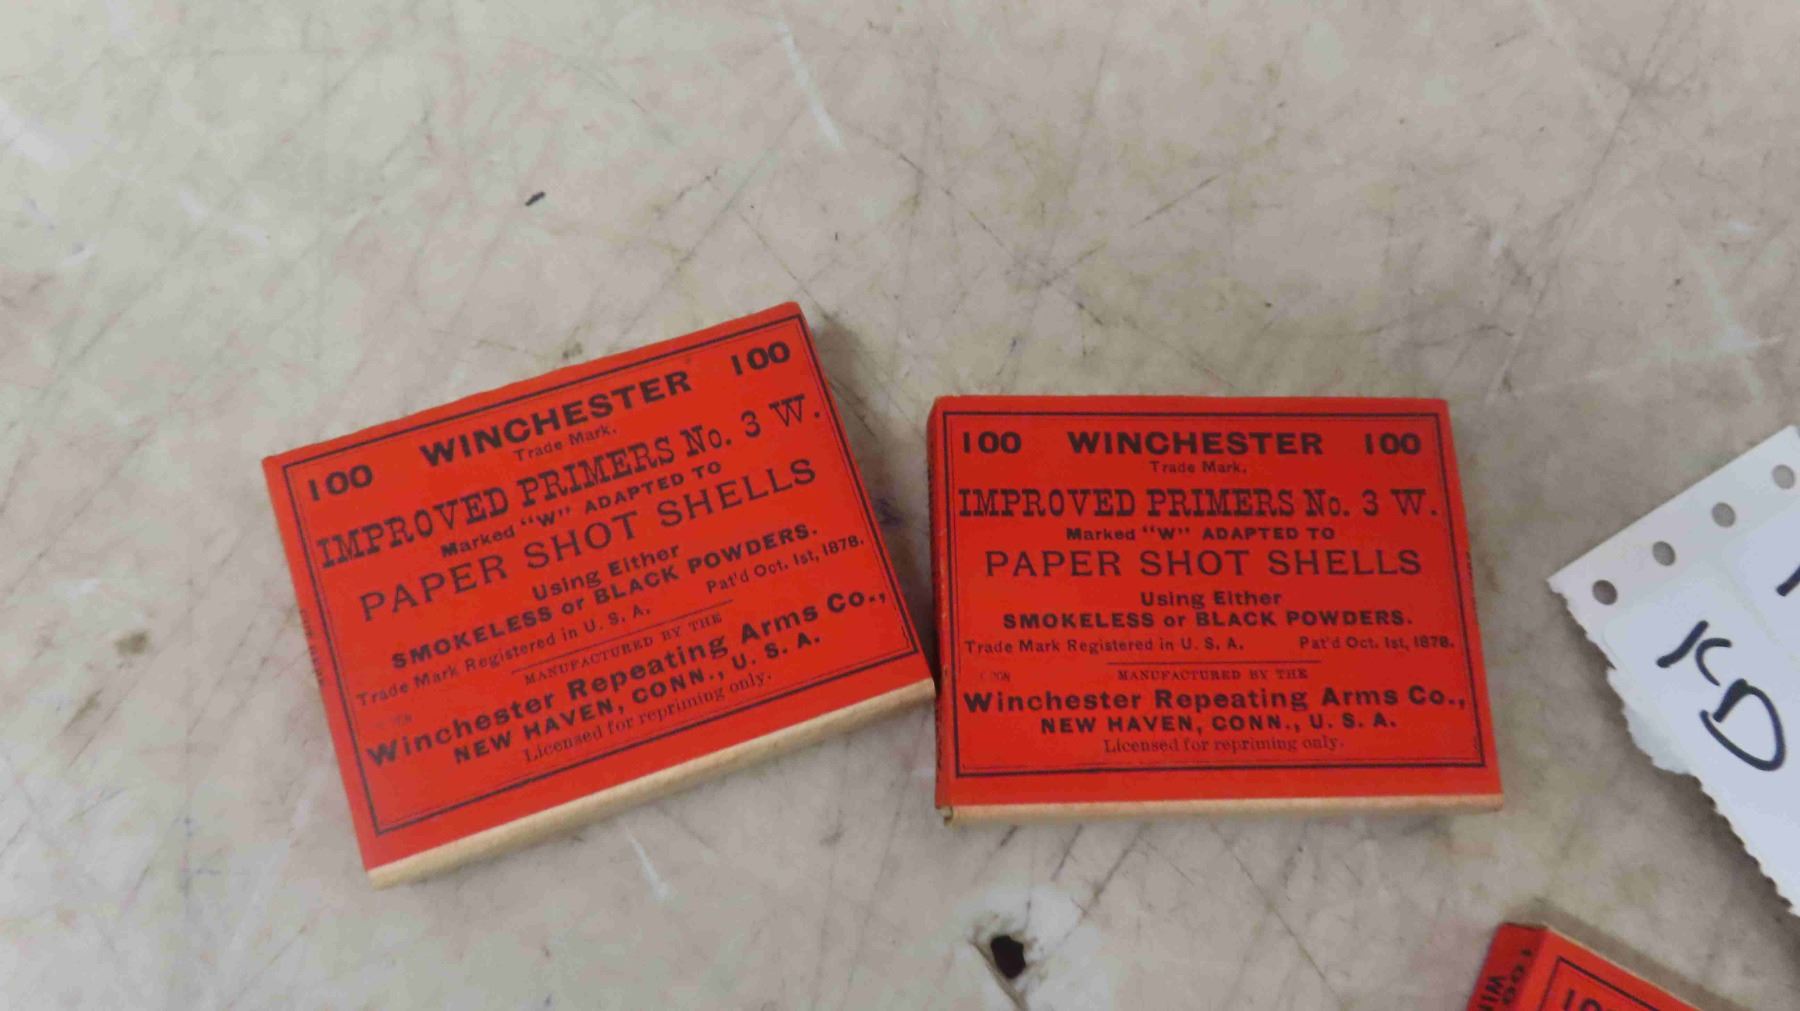 100 WINCHESTER 100
Trade Mark.
IMPROVED PRIMERS No. 3 W.
Marked "W" ADAPTED TO
PAPER SHOT SHELLS
Using Either
SMOKELESS or BLACK POWDERS.
Trade Mark Registered in U. S. A. Pat'd Oct. 1st, 1878.
MANUFACTURED BY THE
Winchester Repeating Arms Co.,
NEW HAVEN, CONN., U. S. A.
Licensed for repriming only.
100 WINCHESTER 100
Trade Mark.
IMPROVED PRIMERS No. 3 W.
Marked "W" ADAPTED TO
PAPER SHOT SHELLS
Using Either
SMOKELESS or BLACK POWDERS.
Trade Mark Registered in U. S. A. Pat'd Oct. 1st, 1878.
MANUFACTURED BY THE
Winchester Repeating Arms Co.,
NEW HAVEN, CONN., U. S. A.
Licensed for repriming only.
KD
100
WIN